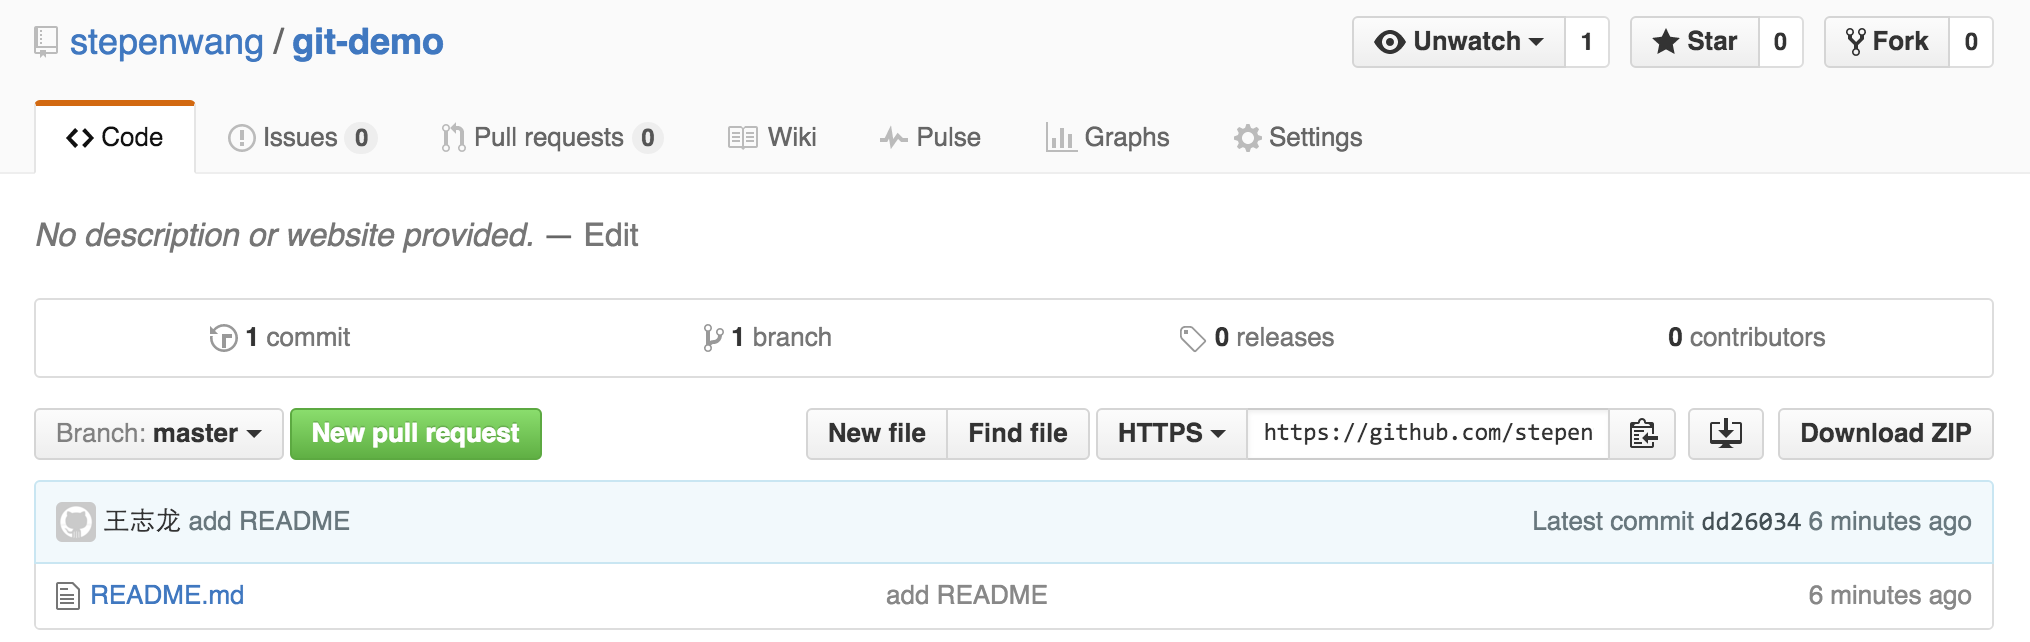 stepenwang / git-demo Unwatch 1 Star 0 Fork 0
Code Issues 0 Pull requests 0 Wiki Pulse Graphs Settings
No description or website provided. — Edit
1 commit 1 branch 0 releases 0 contributors
Branch: master New pull request New file Find file HTTPS https://github.com/stepen Download ZIP
王志龙 add README Latest commit dd26034 6 minutes ago
README.md add README 6 minutes ago